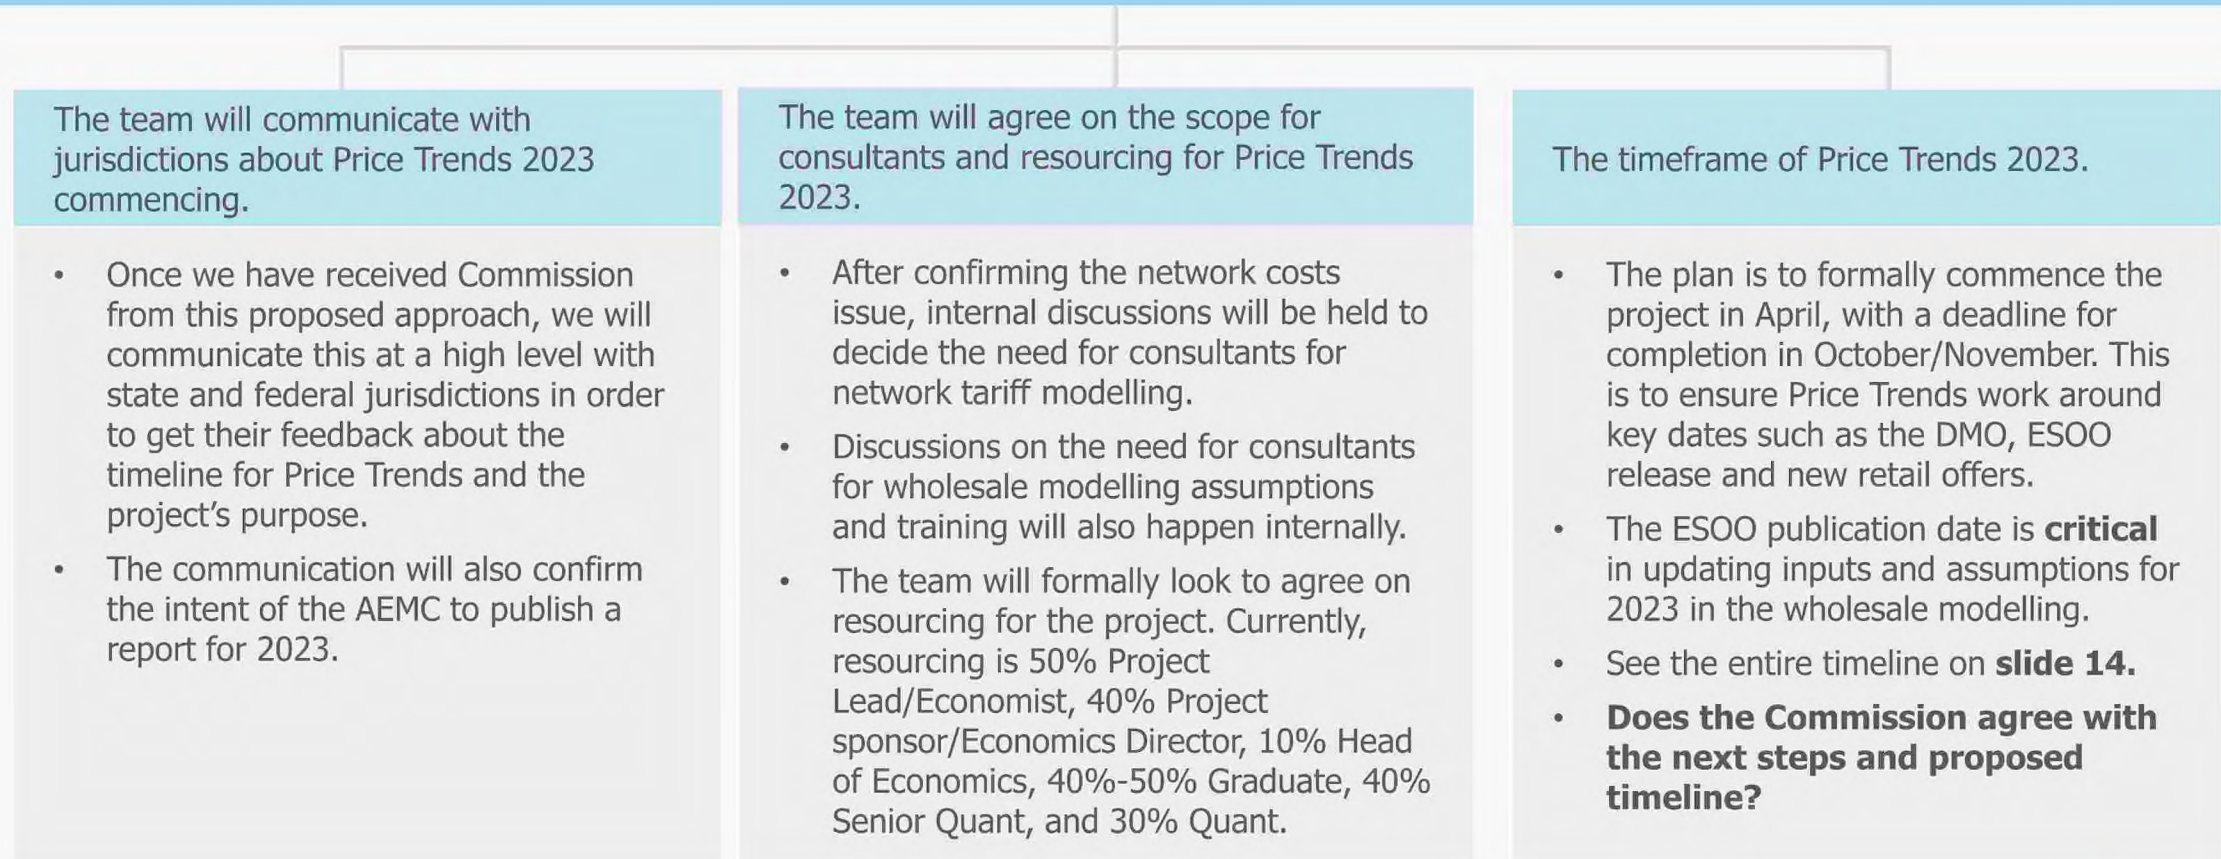 The team will communicate with
jurisdictions about Price Trends 2023
commencing.
• Once we have received Commission
from this proposed approach, we will
communicate this at a high level with
state and federal jurisdictions in order
to get their feedback about the
timeline for Price Trends and the
project's purpose.
• The communication will also confirm
the intent of the AEMC to publish a
report for 2023.
The team will agree on the scope for
consultants and resourcing for Price Trends
2023.
• After confirming the network costs
issue, internal discussions will be held to
decide the need for consultants for
network tariff modelling.
• Discussions on the need for consultants
for wholesale modelling assumptions
and training will also happen internally.
• The team will formally look to agree on
resourcing for the project. Currently,
resourcing is 50% Project
Lead/Economist, 40% Project
sponsor/Economics Director, 10% Head
of Economics, 40%-50% Graduate, 40%
Senior Quant, and 30% Quant.
The timeframe of Price Trends 2023.
• The plan is to formally commence the
project in April, with a deadline for
completion in October/November. This
is to ensure Price Trends work around
key dates such as the DMO, ESOO
release and new retail offers.
• The ESOO publication date is critical
in updating inputs and assumptions for
2023 in the wholesale modelling.
• See the entire timeline on slide 14.
• Does the Commission agree with
the next steps and proposed
timeline?